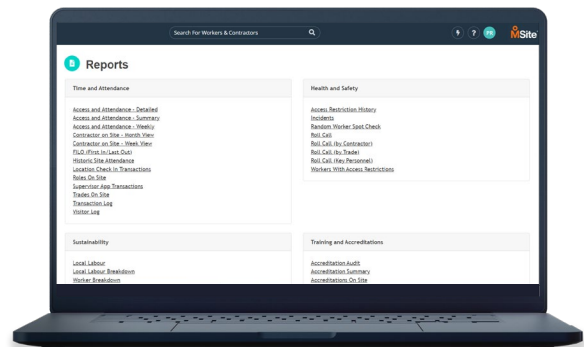 Search For Workers & Contractors
?
PR
MSite
Reports
Time and Attendance
Access and Attendance - Detailed
Access and Attendance - Summary
Access and Attendance - Weekly
Contractor on Site - Month View
Contractor on Site - Week View
FILO (First In/Last Out)
Historic Site Attendance
Location Check In Transactions
Roles On Site
Supervisor App Transactions
Trades On Site
Transaction Log
Visitor Log
Health and Safety
Access Restriction History
Incidents
Random Worker Spot Check
Roll Call
Roll Call (by Contractor)
Roll Call (by Trade)
Roll Call (Key Personnel)
Workers With Access Restrictions
Sustainability
Local Labour
Local Labour Breakdown
Worker Breakdown
Training and Accreditations
Accreditation Audit
Accreditation Summary
Accreditations On Site